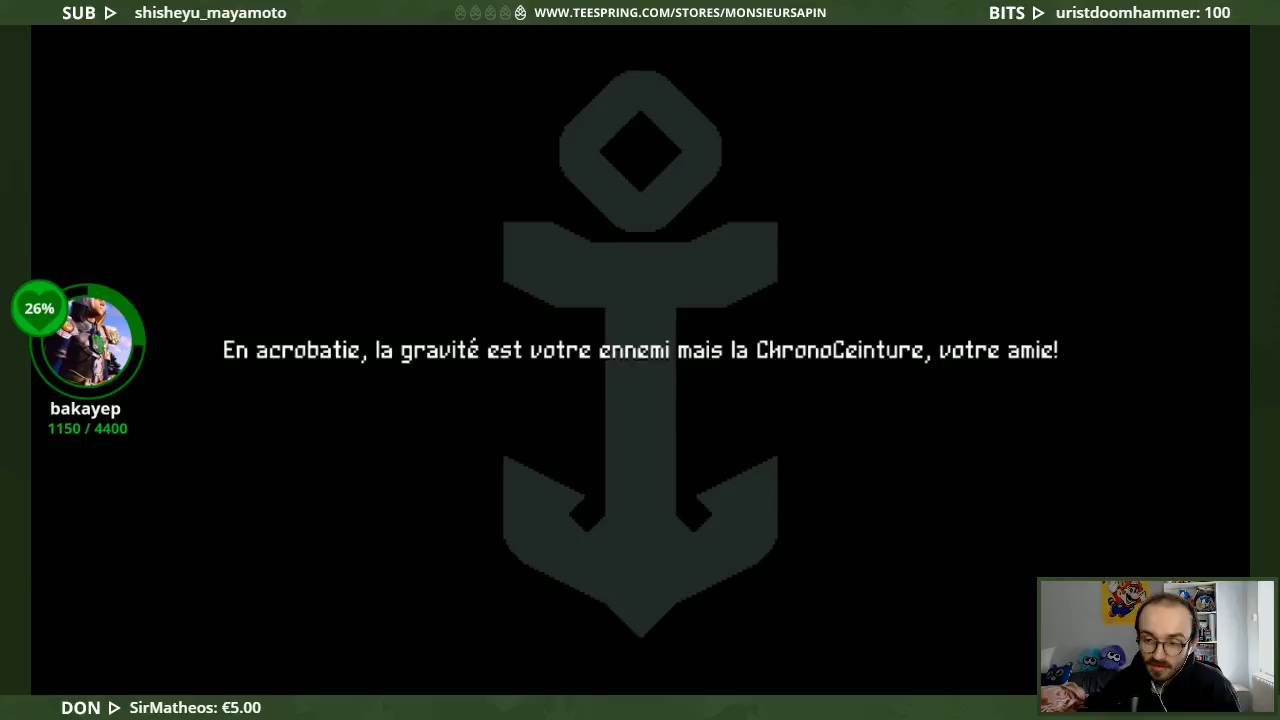 SUB shisheyu_mayamoto
WWW.TEESPRING.COM/STORES/MONSIEURSAPIN
BITS uristdoomhammer: 100
26%
En acrobatie, la gravité est votre ennemi mais la ChronoCeinture, votre amie!
bakayep
1150 / 4400
DON SirMatheos: €5.00